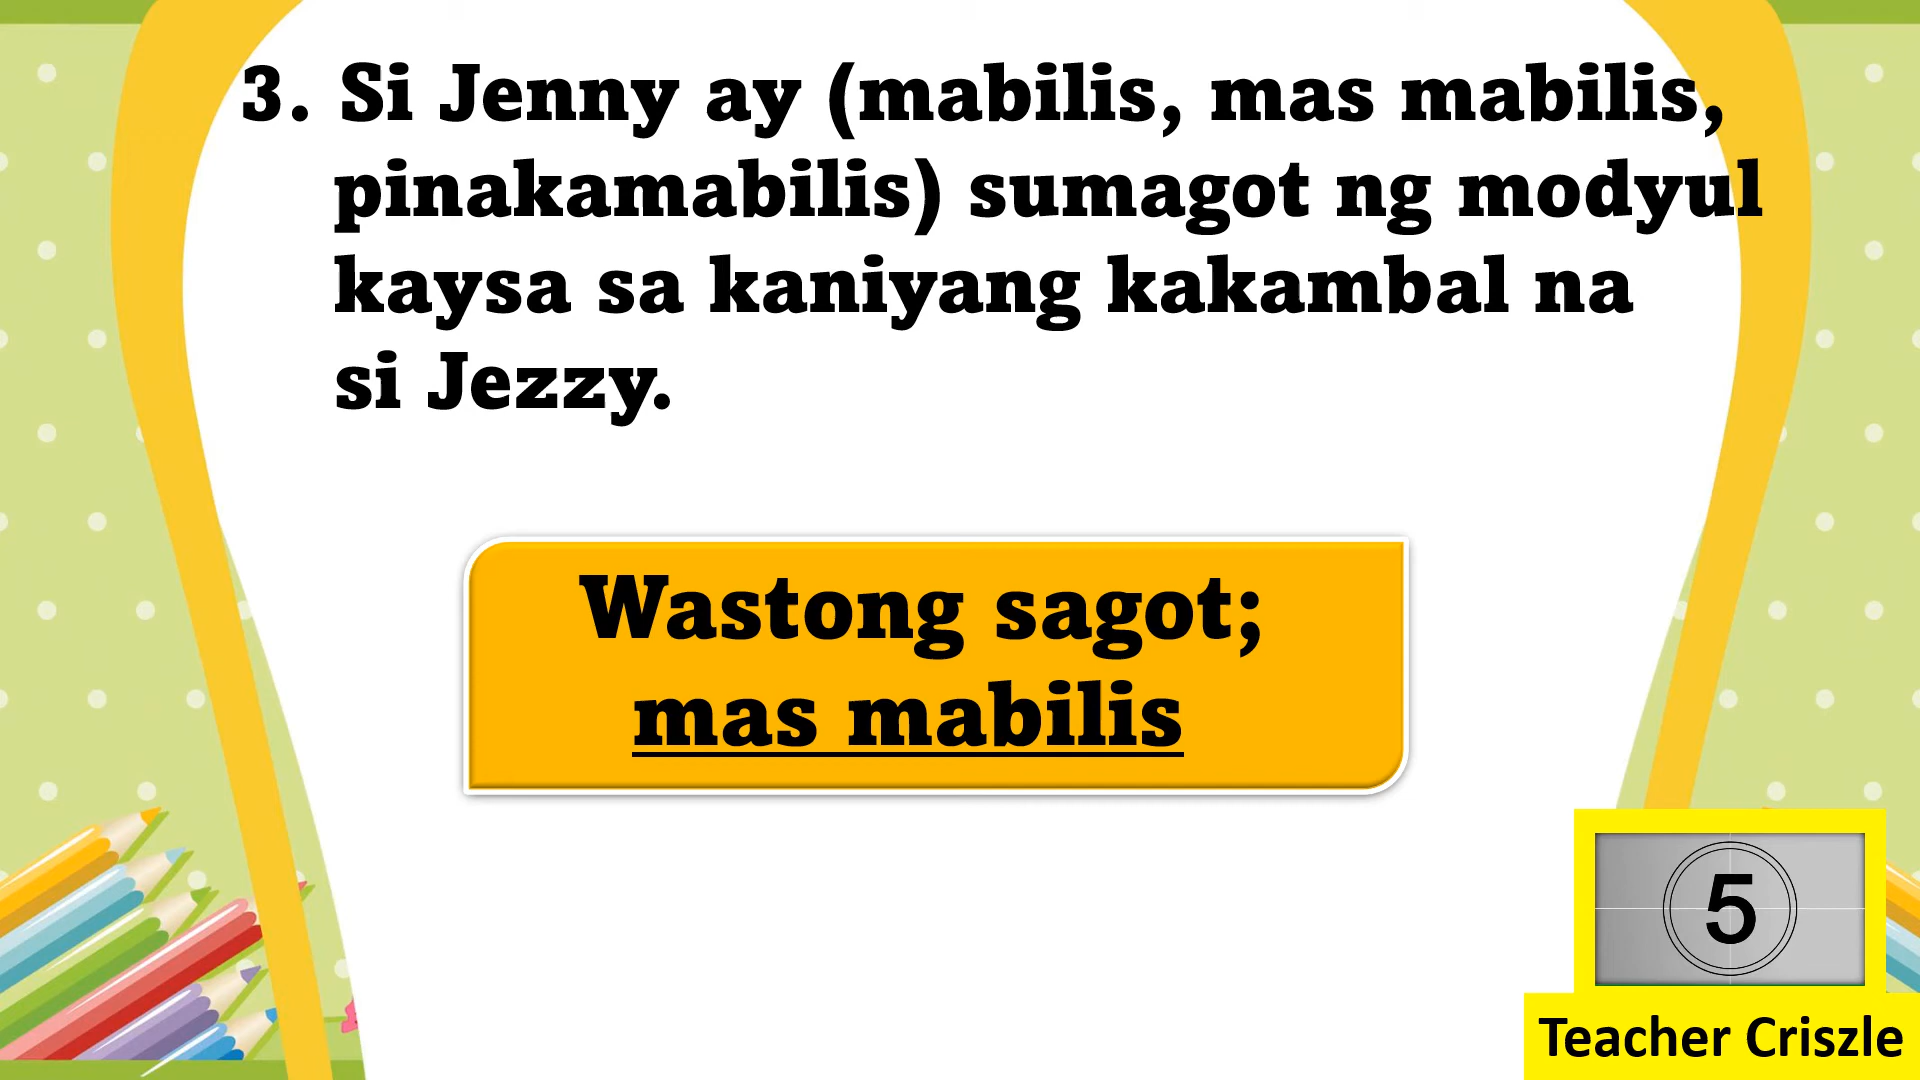 3. Si Jenny ay (mabilis, mas mabilis,
pinakamabilis) sumagot ng modyul
kaysa sa kaniyang kakambal na
si Jezzy.
Wastong sagot;
mas mabilis
5
Teacher Criszle